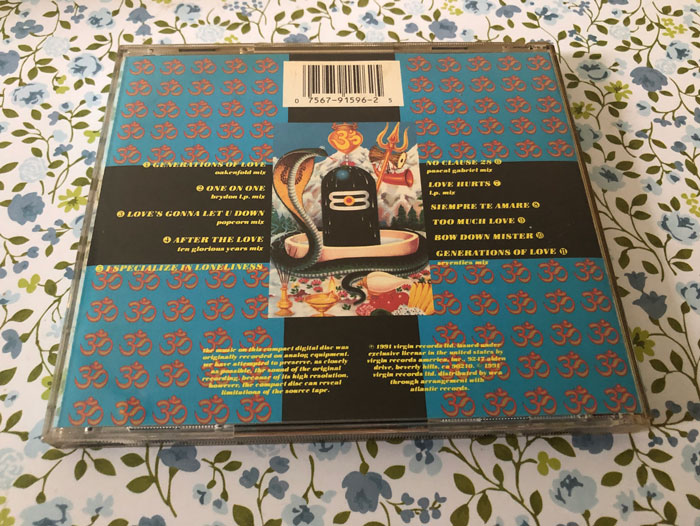 0 7567-91596-2 5
① GENERATIONS OF LOVE
oakenfold mix
② ONE ON ONE
brydon l.p. mix
③ LOVE'S GONNA LET U DOWN
popcorn mix
④ AFTER THE LOVE
ten glorious years mix
⑤ I SPECIALIZE IN LONELINESS
NO CLAUSE 28 ⑥
pascal gabriel mix
LOVE HURTS ⑦
l.p. mix
SIEMPRE TE AMARE ⑧
TOO MUCH LOVE ⑨
BOW DOWN MISTER ⑩
GENERATIONS OF LOVE ⑪
seventies mix
the music on this compact digital disc was
originally recorded on analog equipment.
we have attempted to preserve, as closely
as possible, the sound of the original
recording. because of its high resolution,
however, the compact disc can reveal
limitations of the source tape.
℗ 1991 virgin records ltd. issued under
exclusive license in the united states by
virgin records america, inc., 9247 alden
drive, beverly hills, ca 90210. © 1991
virgin records ltd. distributed by wea
through arrangement with
atlantic records.